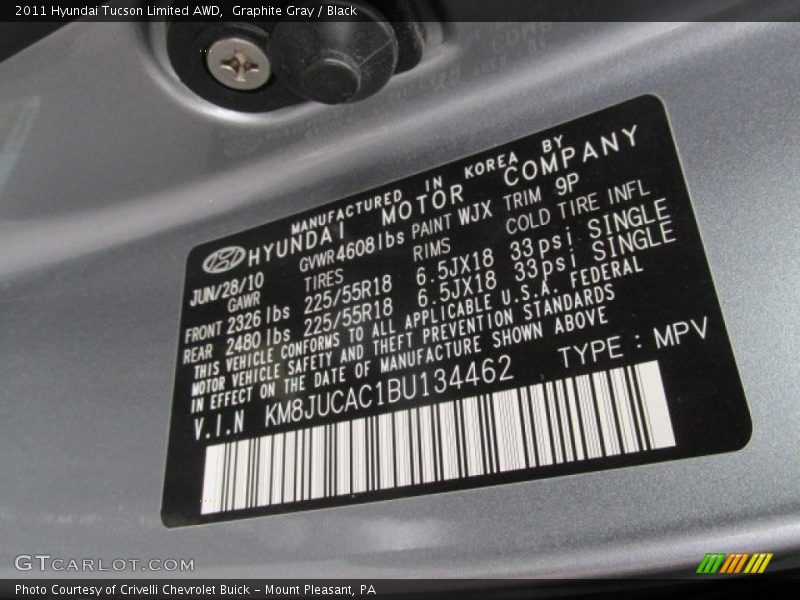 2011 Hyundai Tucson Limited AWD,  Graphite Gray / Black
MANUFACTURED IN KOREA BY
HYUNDAI MOTOR COMPANY
JUN/28/10 GVWR 4608 lbs PAINT WJX TRIM 9P
GAWR TIRES RIMS COLD TIRE INFL
FRONT 2326 lbs 225/55R18 6.5JX18 33psi SINGLE
REAR 2480 lbs 225/55R18 6.5JX18 33psi SINGLE
THIS VEHICLE CONFORMS TO ALL APPLICABLE U.S.A. FEDERAL
MOTOR VEHICLE SAFETY AND THEFT PREVENTION STANDARDS
IN EFFECT ON THE DATE OF MANUFACTURE SHOWN ABOVE
V.I.N KM8JUCAC1BU134462 TYPE : MPV
GTCARLOT.COM
Photo Courtesy of Crivelli Chevrolet Buick - Mount Pleasant, PA